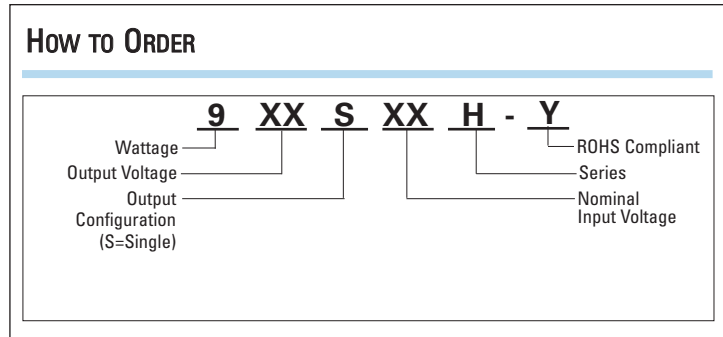 HOW TO ORDER
9 XX S XX H - Y
Wattage
Output Voltage
Output
Configuration
(S=Single)
ROHS Compliant
Series
Nominal
Input Voltage